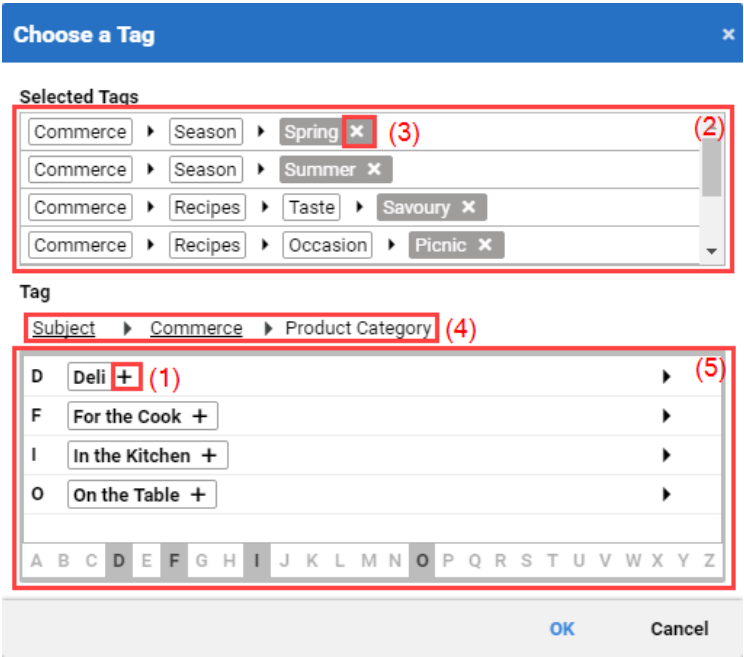 Choose a Tag ×
Selected Tags
Commerce Season Spring × (3) (2)
Commerce Season Summer ×
Commerce Recipes Taste Savoury ×
Commerce Recipes Occasion Picnic ×
Tag
Subject Commerce Product Category (4)
D Deli + (1) (5)
F For the Cook +
I In the Kitchen +
O On the Table +
A B C D E F G H I J K L M N O P Q R S T U V W X Y Z
OK Cancel